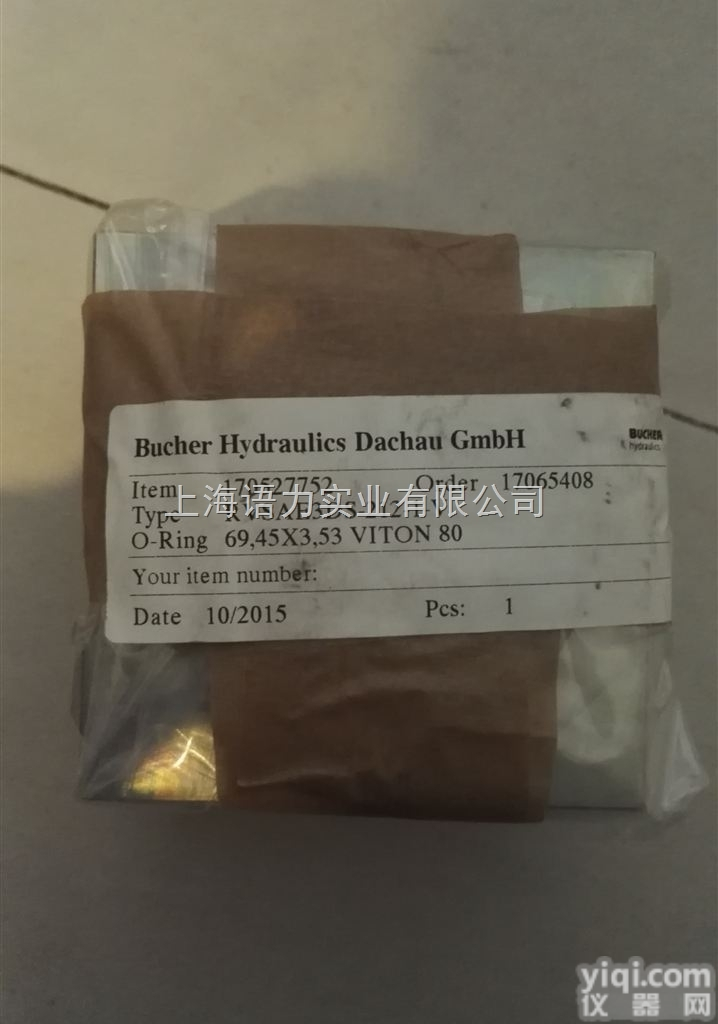 Bucher Hydraulics Dachau GmbH
BUCHER
hydraulics
Item 179527752 Order 17065408
上海语力实业有限公司
Type
O-Ring 69,45X3,53 VITON 80
Your item number:
Date 10/2015 Pcs: 1
yiqi.com
仪器网